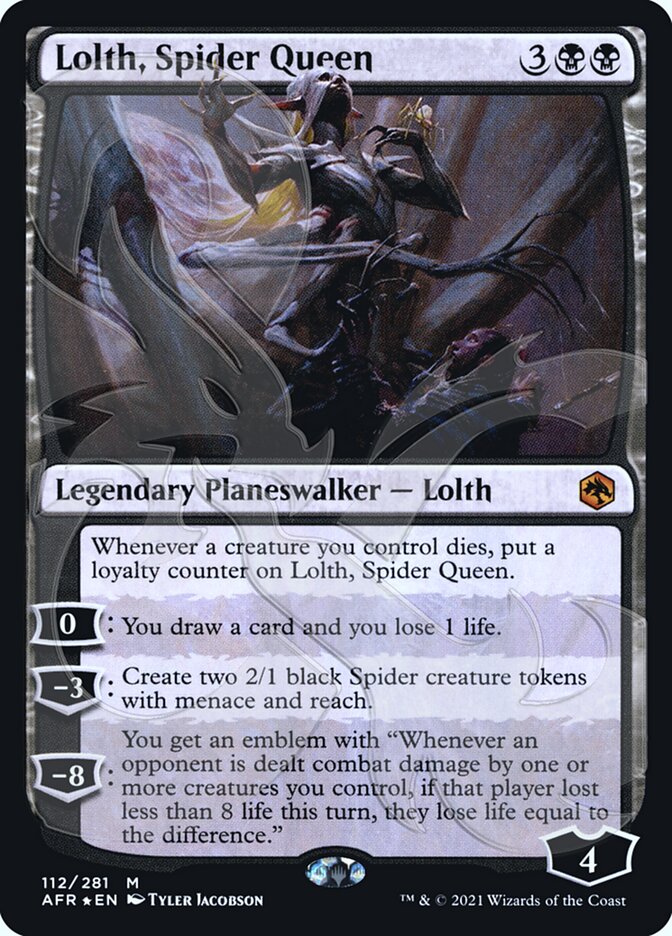 Lolth, Spider Queen 3
Legendary Planeswalker — Lolth
Whenever a creature you control dies, put a
loyalty counter on Lolth, Spider Queen.
0 : You draw a card and you lose 1 life.
−3 : Create two 2/1 black Spider creature tokens
with menace and reach.
−8 : You get an emblem with “Whenever an
opponent is dealt combat damage by one or
more creatures you control, if that player lost
less than 8 life this turn, they lose life equal to
the difference.”
4
112/281 M
AFR ★ EN Tyler Jacobson
™ & © 2021 Wizards of the Coast